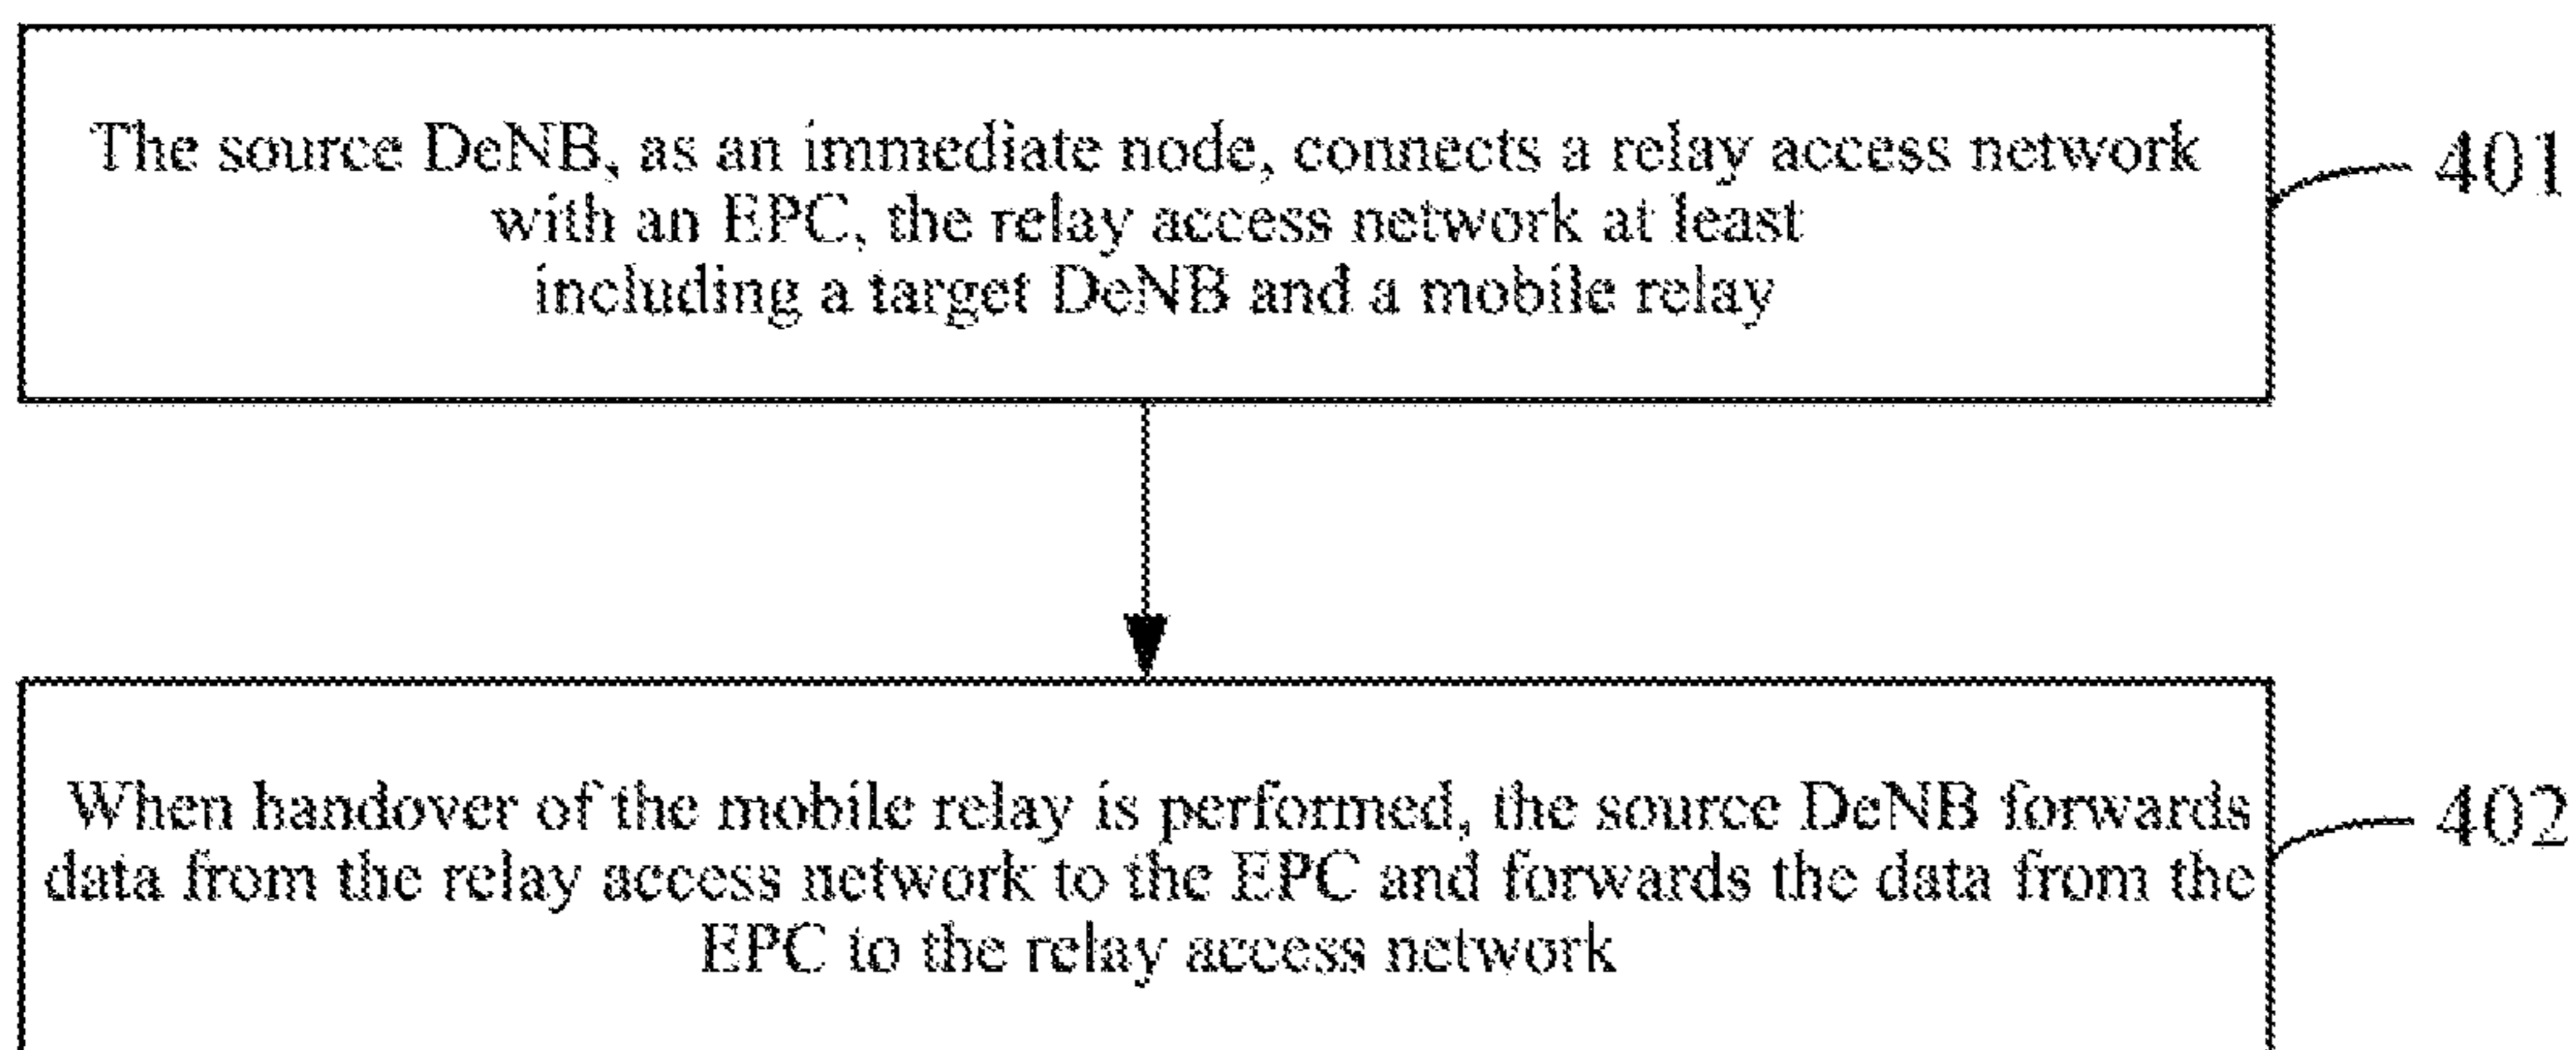 The source DeNB, as an immediate node, connects a relay access network
with an EPC, the relay access network at least
including a target DeNB and a mobile relay
401
When handover of the mobile relay is performed, the source DeNB forwards
data from the relay access network to the EPC and forwards the data from the
EPC to the relay access network
402